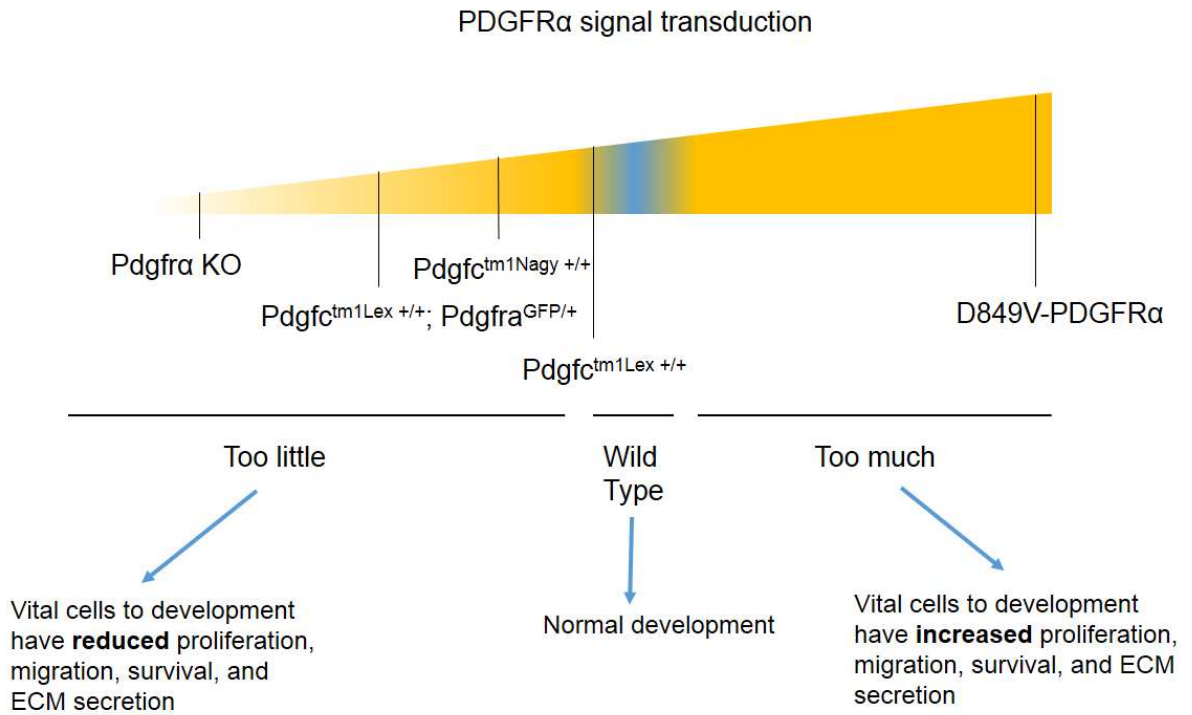 PDGFRα signal transduction
Pdgfrα KO
Pdgfc^tm1Nagy +/+
Pdgfc^tm1Lex +/+; Pdgfra^GFP/+
D849V-PDGFRα
Pdgfc^tm1Lex +/+
Too little
Wild
Type
Too much
Vital cells to development
have reduced proliferation,
migration, survival, and
ECM secretion
Normal development
Vital cells to development
have increased proliferation,
migration, survival, and ECM
secretion